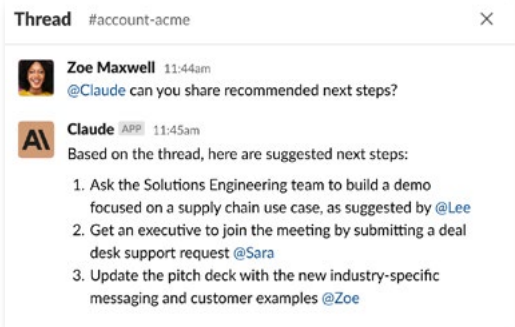 Thread #account-acme
Zoe Maxwell 11:44am
@Claude can you share recommended next steps?
A\
Claude APP 11:45am
Based on the thread, here are suggested next steps:
1. Ask the Solutions Engineering team to build a demo
focused on a supply chain use case, as suggested by @Lee
2. Get an executive to join the meeting by submitting a deal
desk support request @Sara
3. Update the pitch deck with the new industry-specific
messaging and customer examples @Zoe